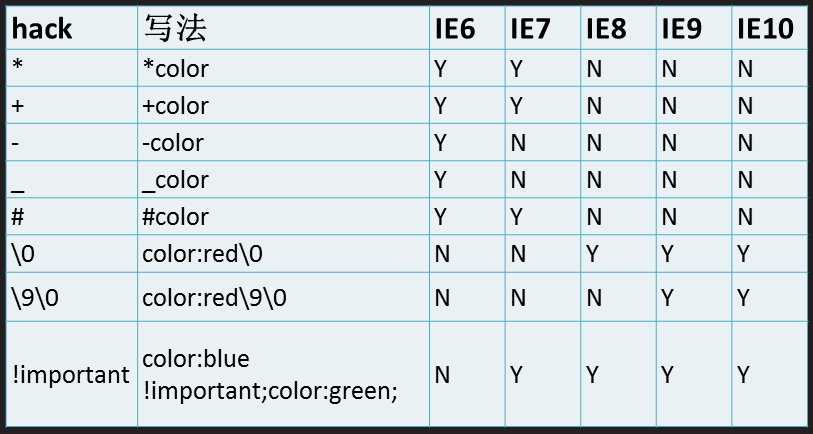 hack 写法 IE6 IE7 IE8 IE9 IE10
* *color Y Y N N N
+ +color Y Y N N N
- -color Y N N N N
_ _color Y N N N N
# #color Y Y N N N
\0 color:red\0 N N Y Y Y
\9\0 color:red\9\0 N N N Y Y
!important color:blue
!important;color:green; N Y Y Y Y